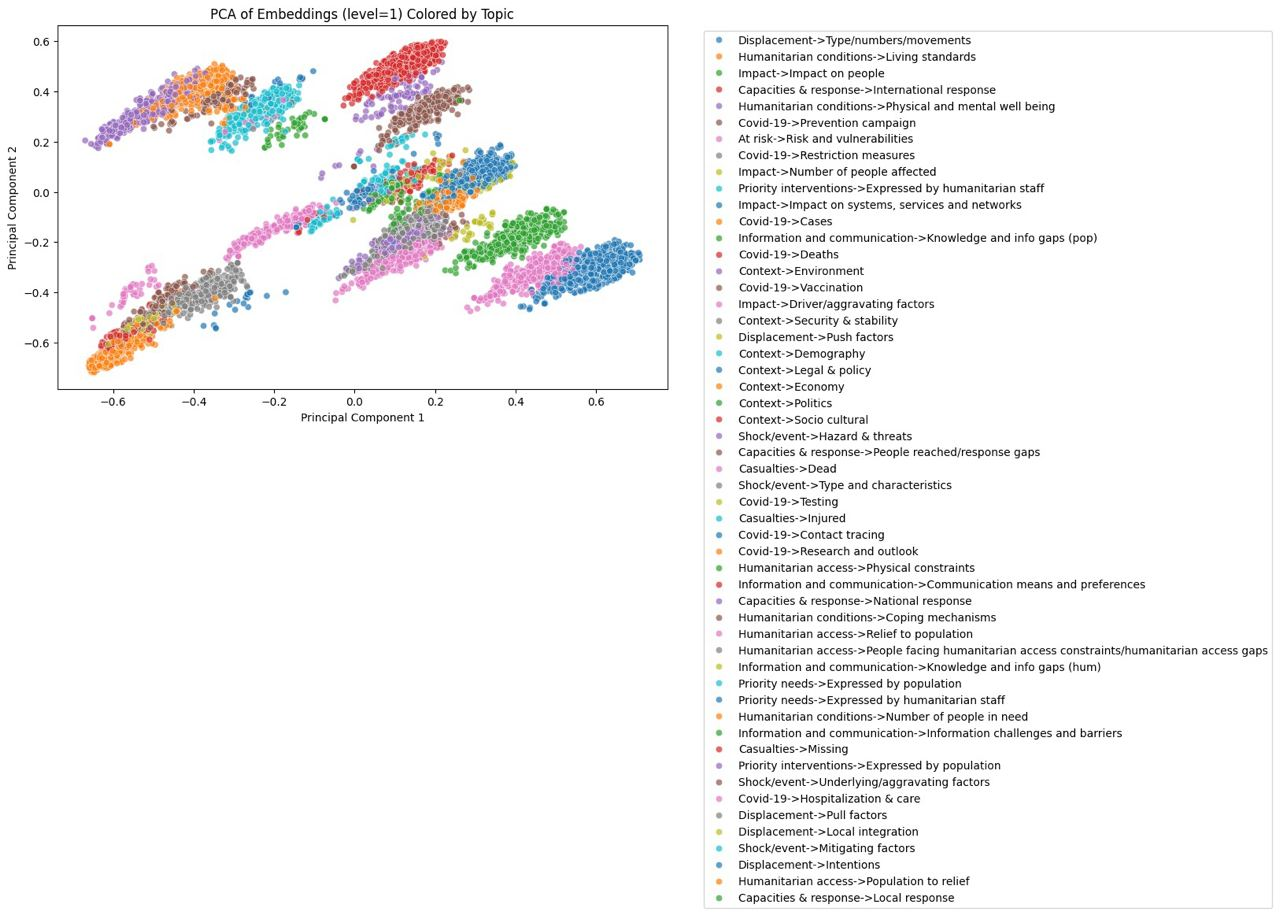 PCA of Embeddings (level=1) Colored by Topic
0.6
0.4
0.2
0.0
−0.2
−0.4
−0.6
Principal Component 2
−0.6
−0.4
−0.2
0.0
0.2
0.4
0.6
Principal Component 1
Displacement->Type/numbers/movements
Humanitarian conditions->Living standards
Impact->Impact on people
Capacities & response->International response
Humanitarian conditions->Physical and mental well being
Covid-19->Prevention campaign
At risk->Risk and vulnerabilities
Covid-19->Restriction measures
Impact->Number of people affected
Priority interventions->Expressed by humanitarian staff
Impact->Impact on systems, services and networks
Covid-19->Cases
Information and communication->Knowledge and info gaps (pop)
Covid-19->Deaths
Context->Environment
Covid-19->Vaccination
Impact->Driver/aggravating factors
Context->Security & stability
Displacement->Push factors
Context->Demography
Context->Legal & policy
Context->Economy
Context->Politics
Context->Socio cultural
Shock/event->Hazard & threats
Capacities & response->People reached/response gaps
Casualties->Dead
Shock/event->Type and characteristics
Covid-19->Testing
Casualties->Injured
Covid-19->Contact tracing
Covid-19->Research and outlook
Humanitarian access->Physical constraints
Information and communication->Communication means and preferences
Capacities & response->National response
Humanitarian conditions->Coping mechanisms
Humanitarian access->Relief to population
Humanitarian access->People facing humanitarian access constraints/humanitarian access gaps
Information and communication->Knowledge and info gaps (hum)
Priority needs->Expressed by population
Priority needs->Expressed by humanitarian staff
Humanitarian conditions->Number of people in need
Information and communication->Information challenges and barriers
Casualties->Missing
Priority interventions->Expressed by population
Shock/event->Underlying/aggravating factors
Covid-19->Hospitalization & care
Displacement->Pull factors
Displacement->Local integration
Shock/event->Mitigating factors
Displacement->Intentions
Humanitarian access->Population to relief
Capacities & response->Local response